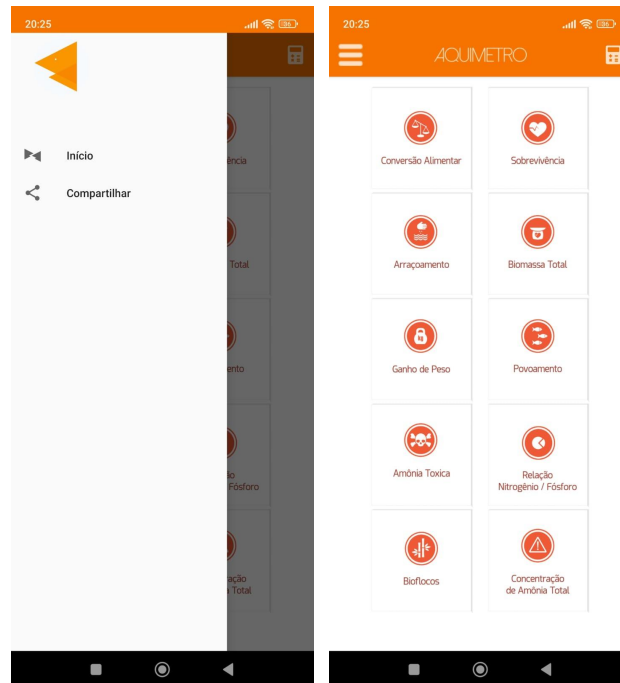 20:25
Início
Compartilhar
ência
Total
ento
ão
Fósforo
ação
Total
20:25
AQUIMETRO
Conversão Alimentar
Sobrevivência
Arraçoamento
Biomassa Total
Ganho de Peso
Povoamento
Amônia Toxica
Relação
Nitrogênio / Fósforo
Bioflocos
Concentração
de Amônia Total